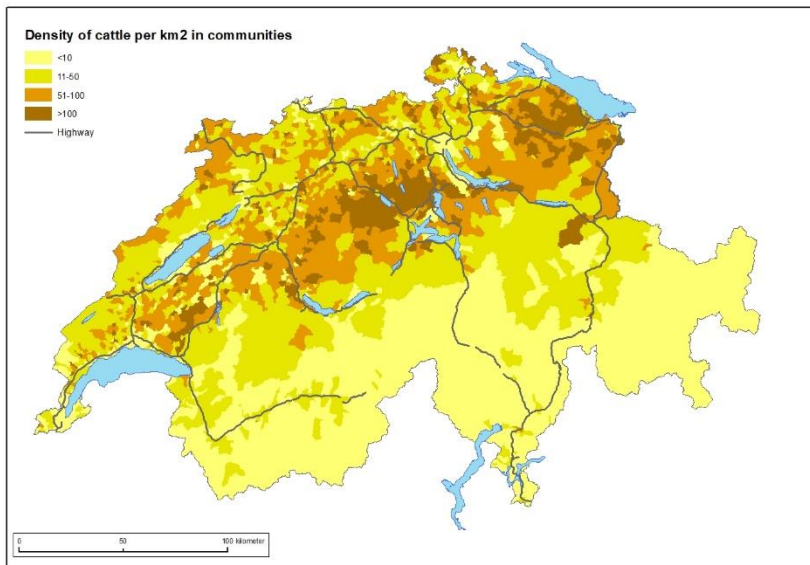 Density of cattle per km2 in communities
<10
11-50
51-100
>100
Highway
0 50 100 kilometer